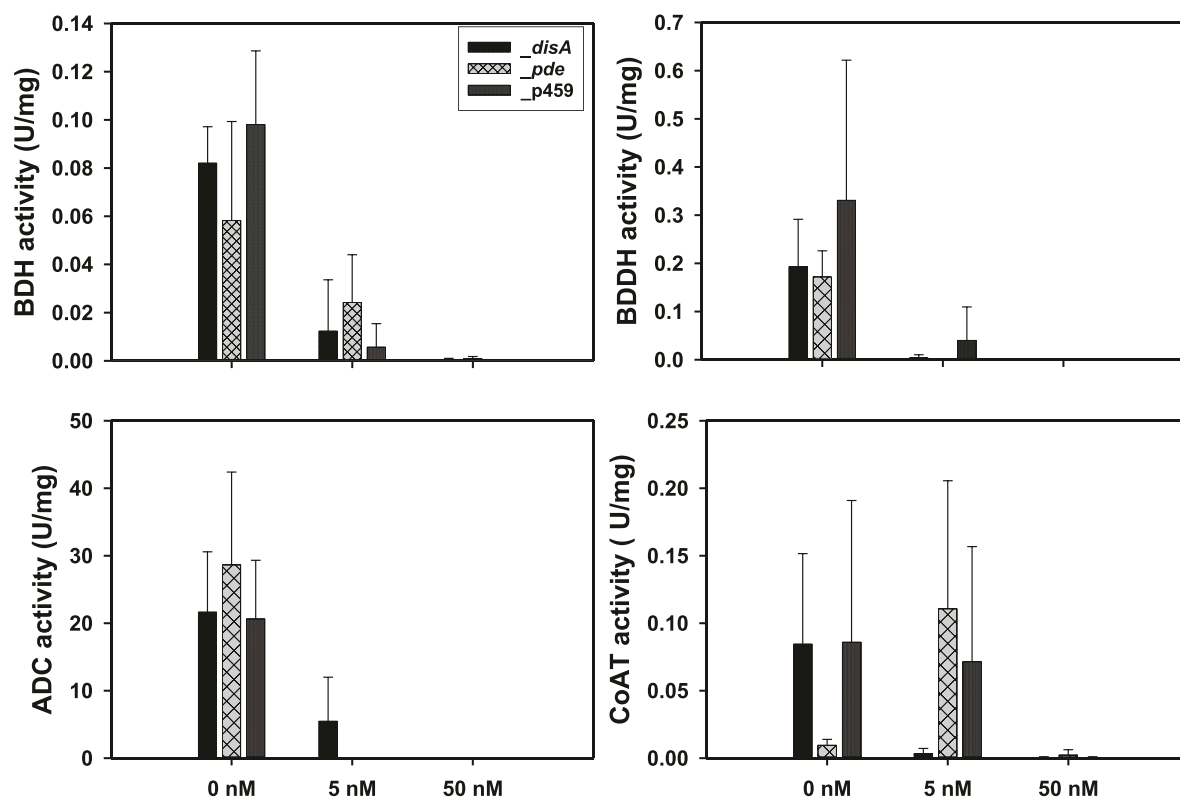 BDH activity (U/mg)
0.14
0.12
0.10
0.08
0.06
0.04
0.02
0.00
_disA
_pde
_p459
BDDH activity (U/mg)
0.7
0.6
0.5
0.4
0.3
0.2
0.1
0.0
ADC activity (U/mg)
50
40
30
20
10
0
0 nM
5 nM
50 nM
CoAT activity ( U/mg)
0.25
0.20
0.15
0.10
0.05
0.00
0 nM
5 nM
50 nM